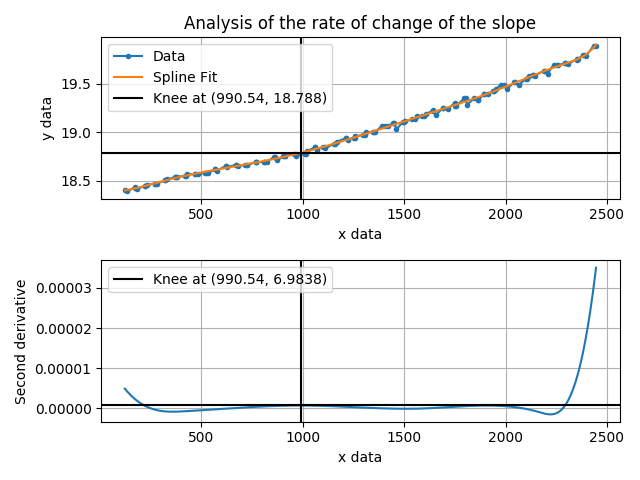 Analysis of the rate of change of the slope
Data
Spline Fit
Knee at (990.54, 18.788)
19.5
19.0
18.5
y data
500 1000 1500 2000 2500
x data
Knee at (990.54, 6.9838)
0.00003
0.00002
0.00001
0.00000
Second derivative
500 1000 1500 2000 2500
x data